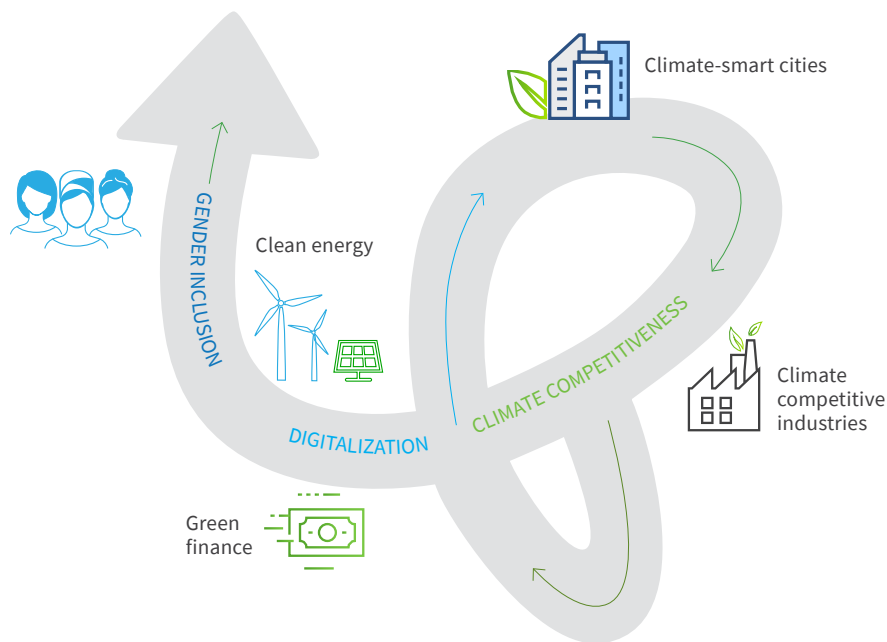 Climate-smart cities
GENDER INCLUSION
Clean energy
CLIMATE COMPETITIVENESS
Climate
competitive
industries
DIGITALIZATION
Green
finance